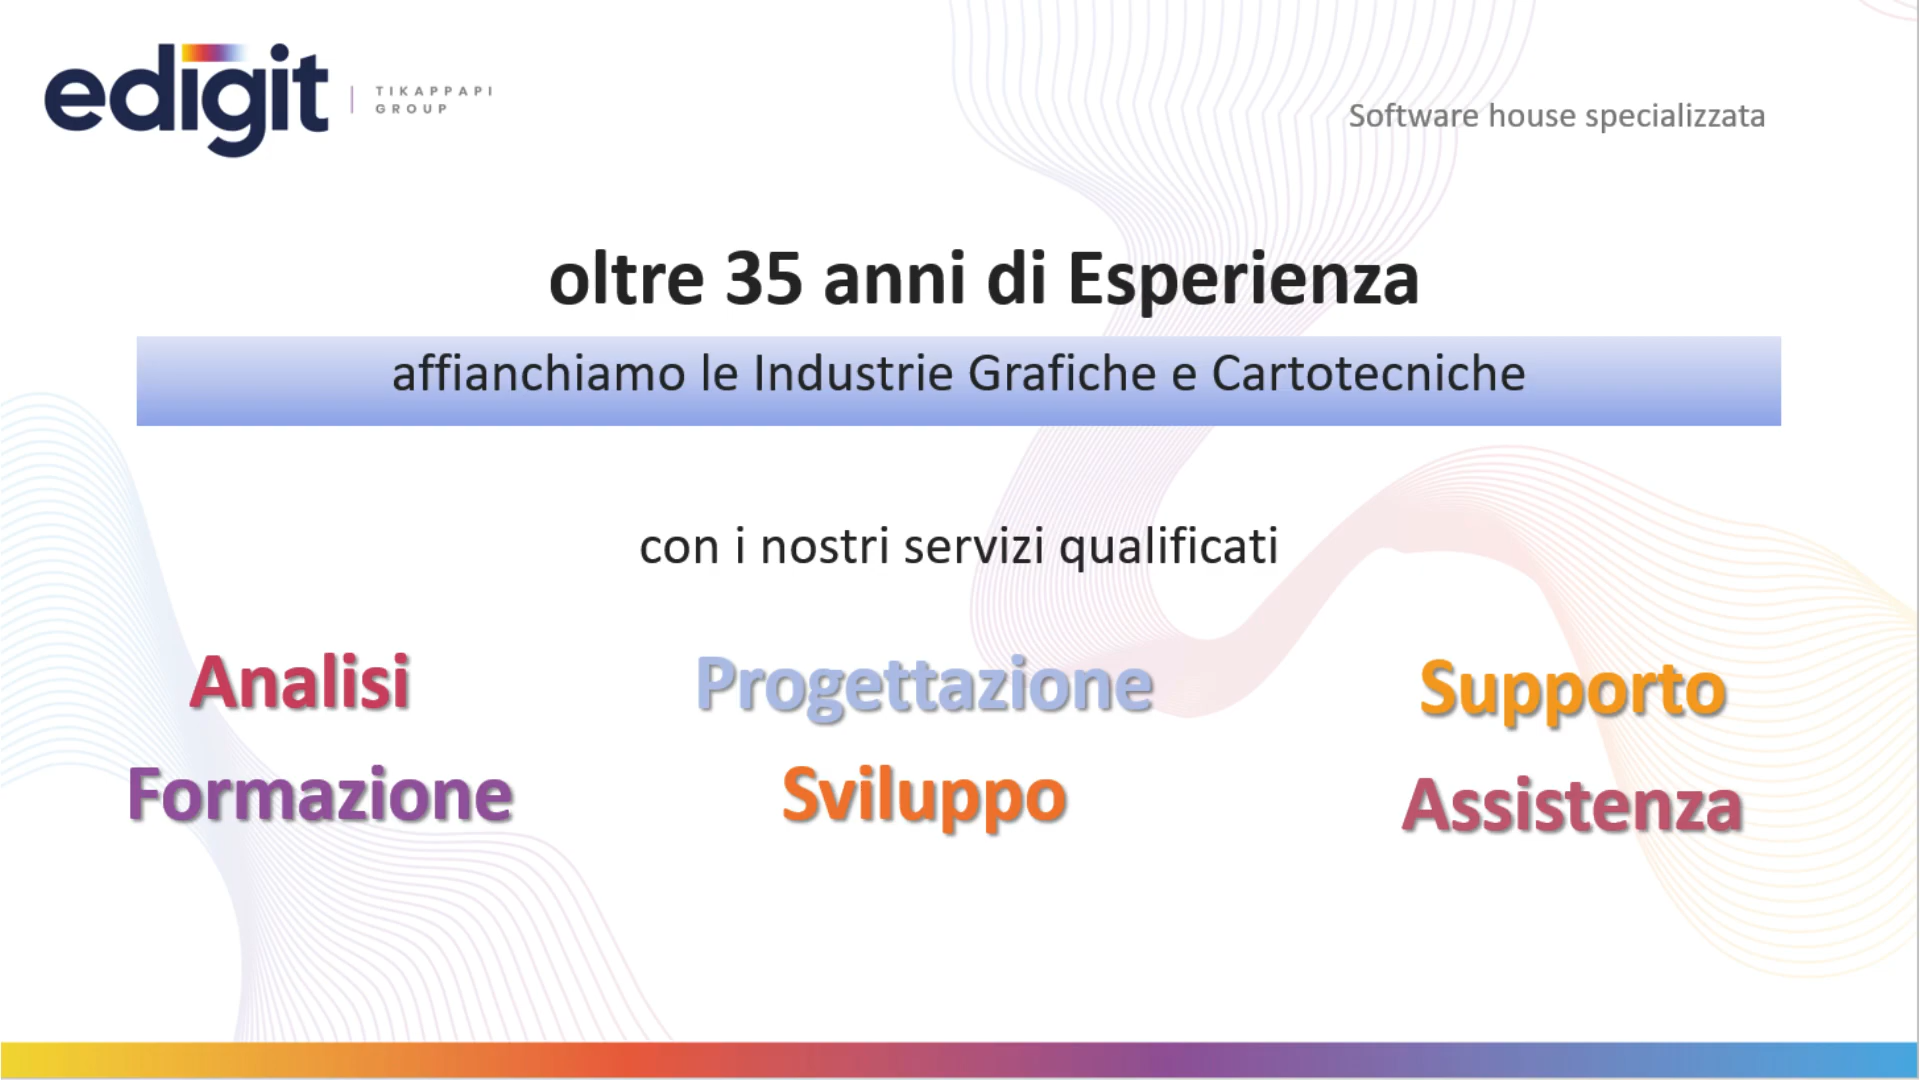 edigit
TIKAPPAPI
GROUP
Software house specializzata
oltre 35 anni di Esperienza
affianchiamo le Industrie Grafiche e Cartotecniche
con i nostri servizi qualificati
Analisi
Progettazione
Supporto
Formazione
Sviluppo
Assistenza